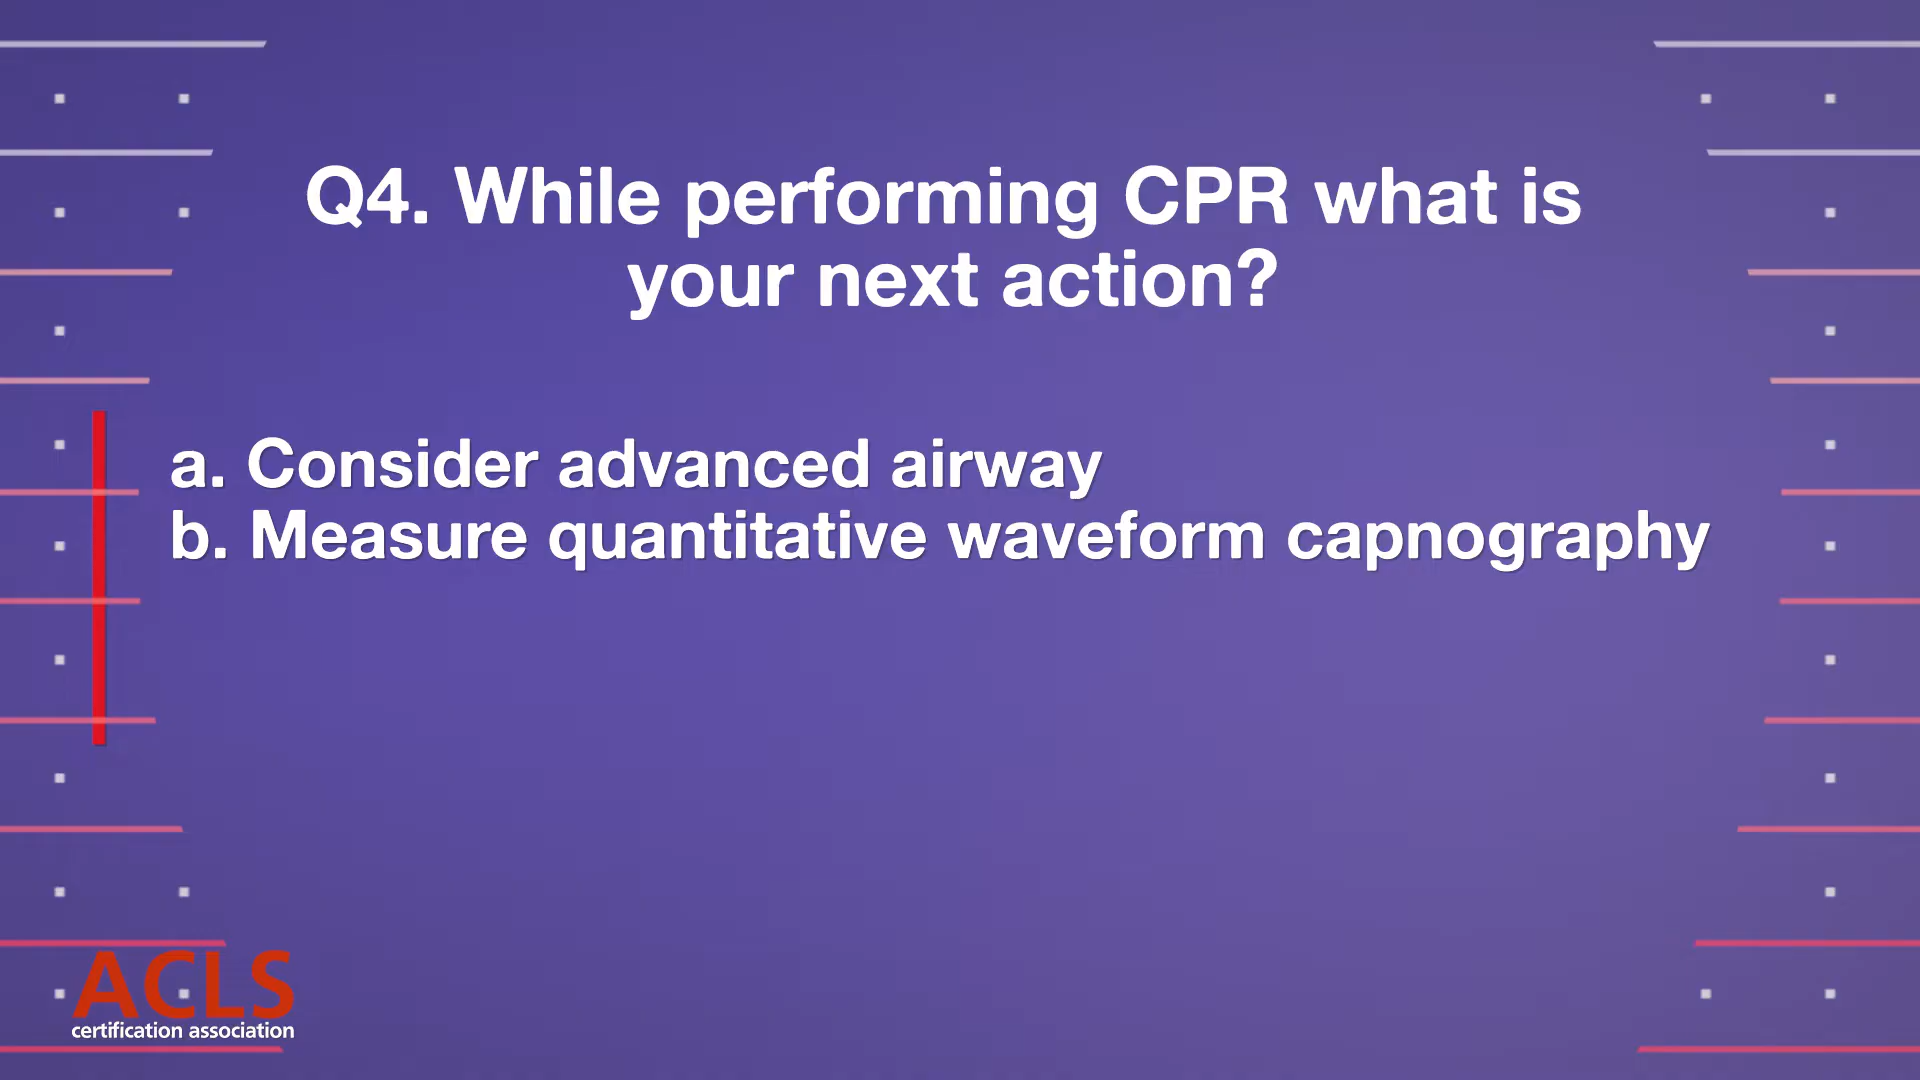 Q4. While performing CPR what is
your next action?
a. Consider advanced airway
b. Measure quantitative waveform capnography
ACLS
certification association